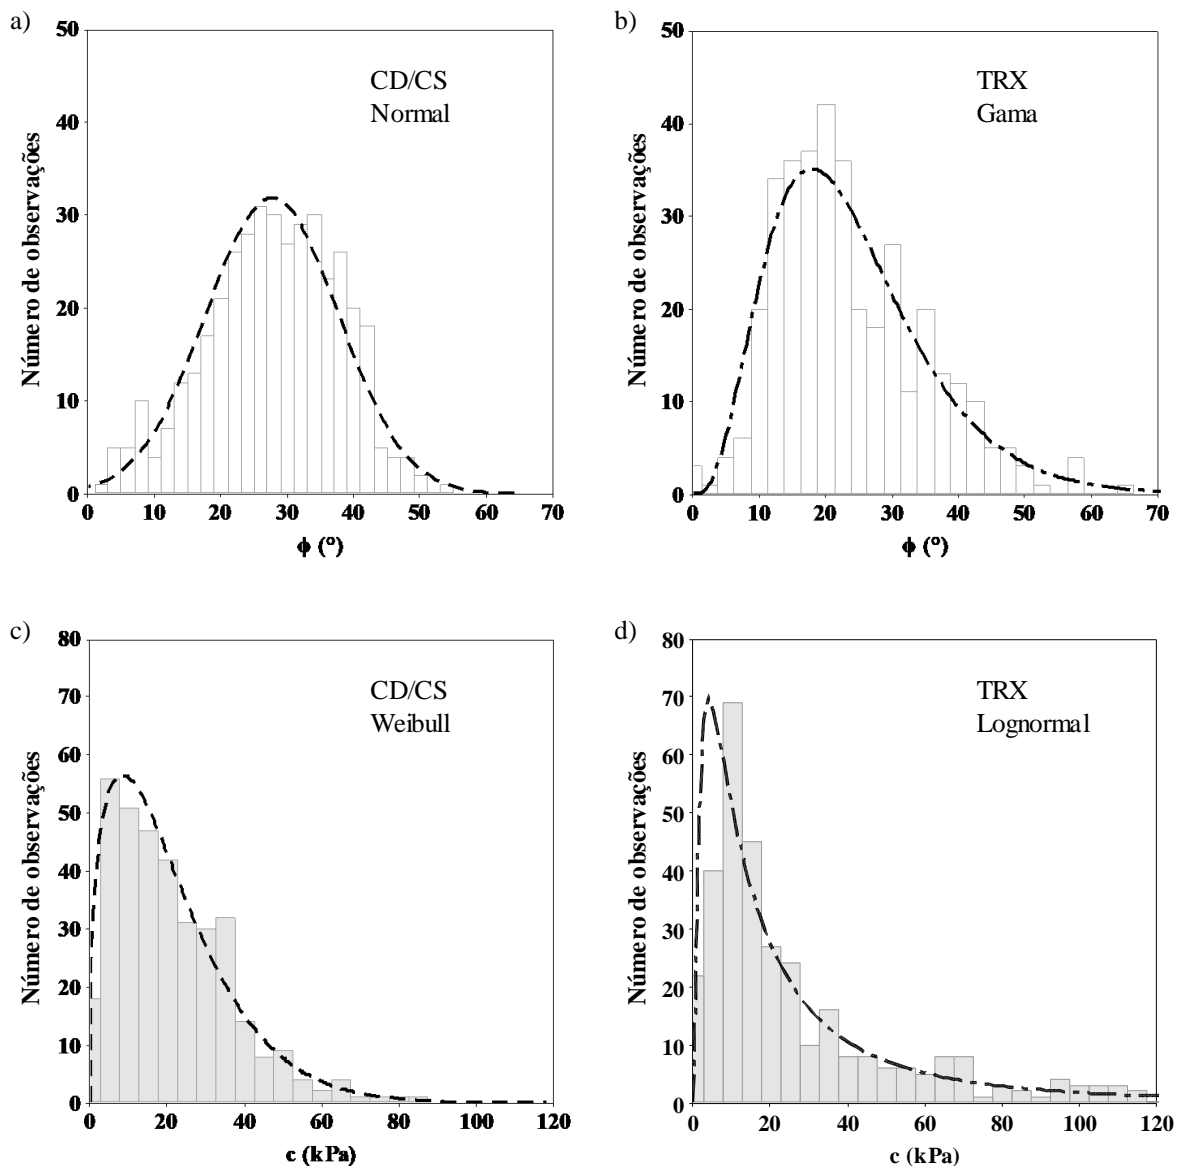 a)
50
40
30
20
10
0
Número de observações
CD/CS
Normal
0 10 20 30 40 50 60 70
ϕ (°)
b)
50
40
30
20
10
0
Número de observações
TRX
Gama
0 10 20 30 40 50 60 70
ϕ (°)
c)
80
70
60
50
40
30
20
10
0
Número de observações
CD/CS
Weibull
0 20 40 60 80 100 120
c (kPa)
d)
80
70
60
50
40
30
20
10
0
Número de observações
TRX
Lognormal
0 20 40 60 80 100 120
c (kPa)